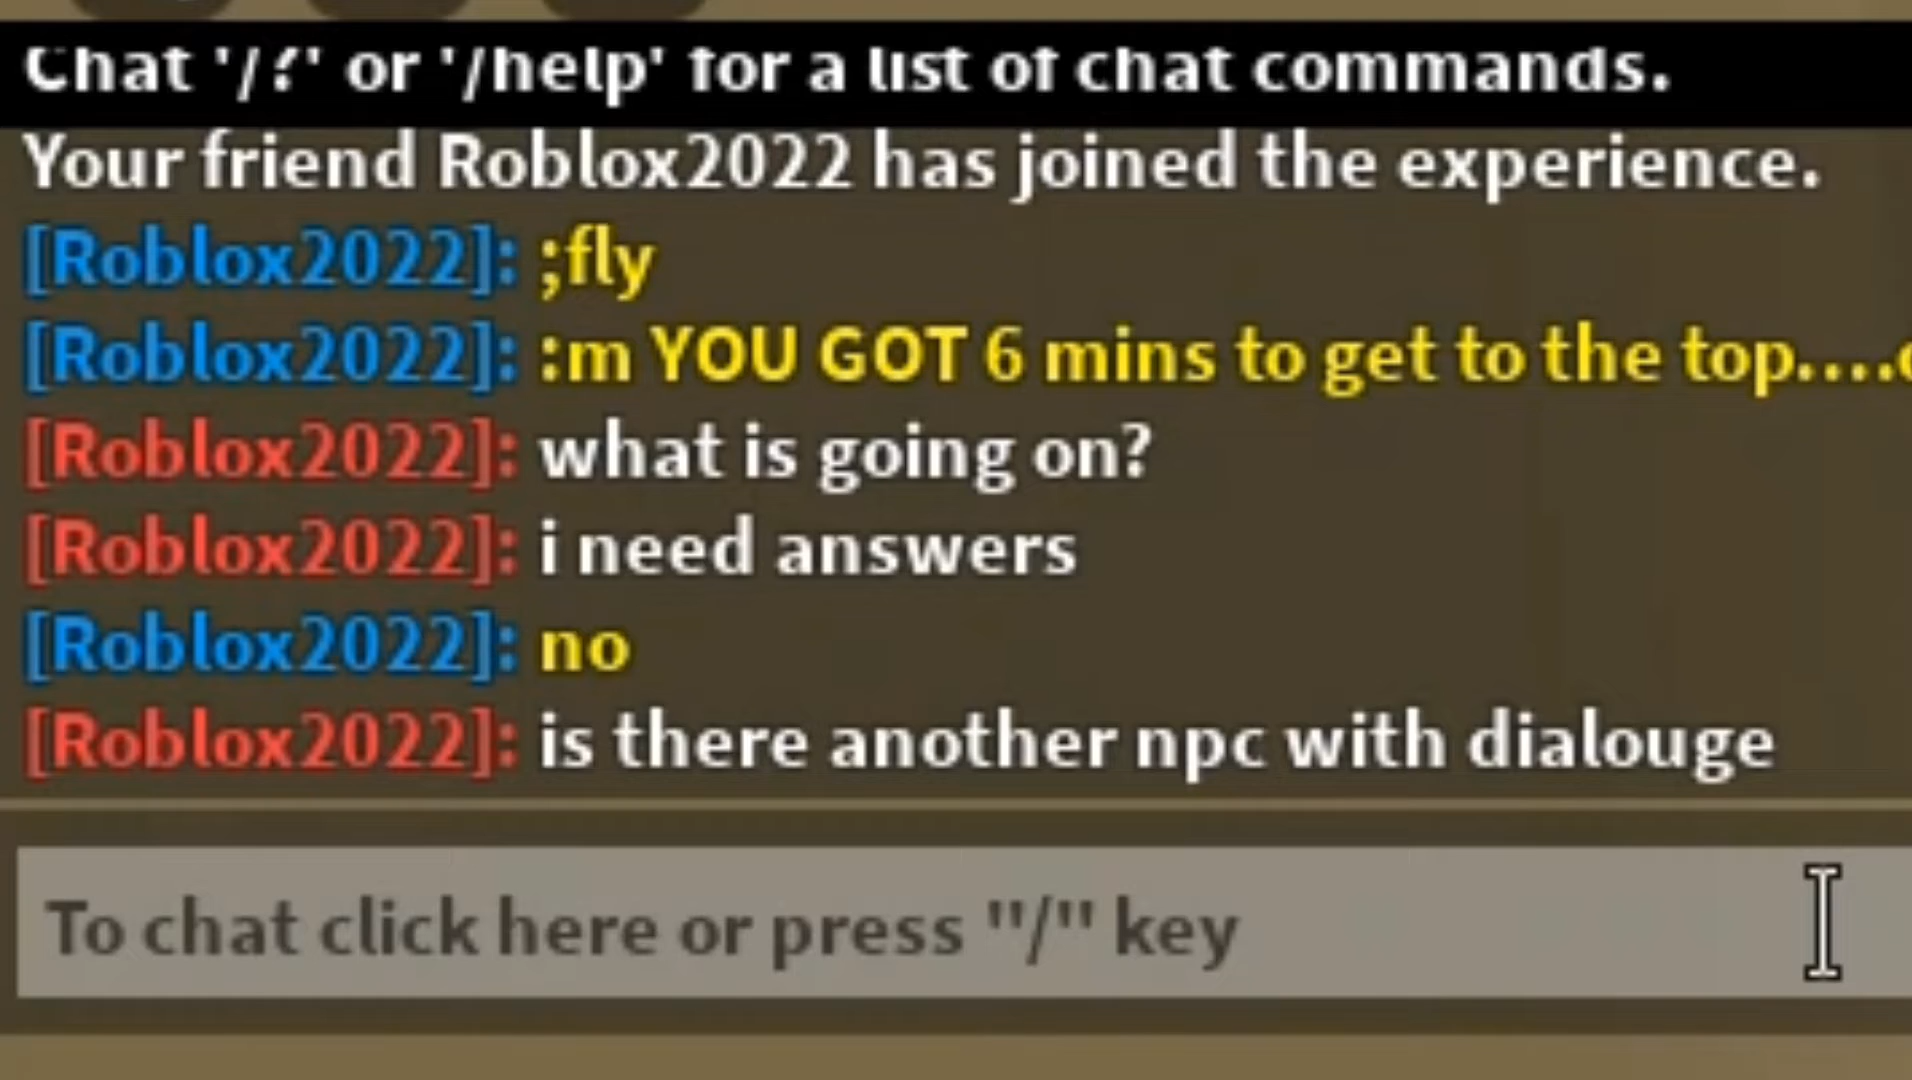 Chat '/?' or '/help' for a list of chat commands.
Your friend Roblox2022 has joined the experience.
[Roblox2022]: ;fly
[Roblox2022]: :m YOU GOT 6 mins to get to the top....
[Roblox2022]: what is going on?
[Roblox2022]: i need answers
[Roblox2022]: no
[Roblox2022]: is there another npc with dialouge
To chat click here or press "/" key